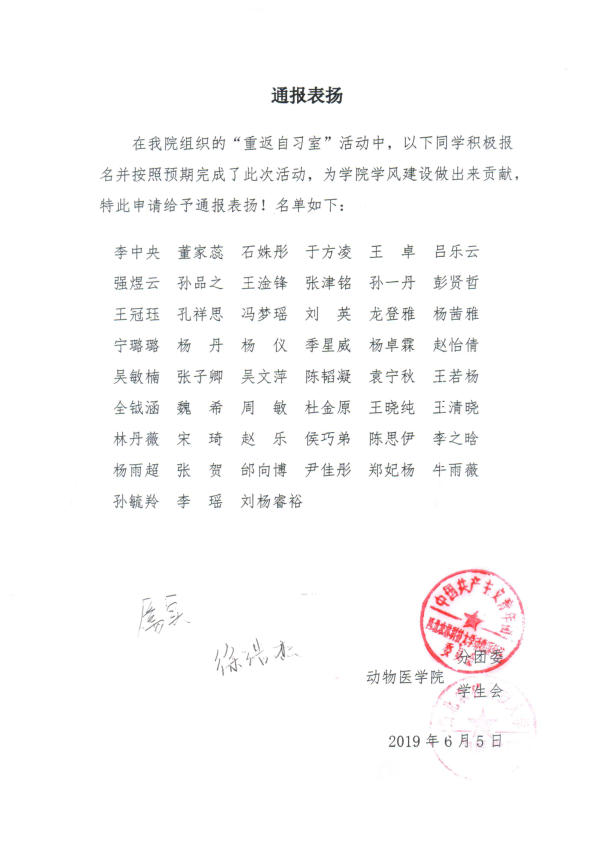 通报表扬
在我院组织的“重返自习室”活动中，以下同学积极报
名并按照预期完成了此次活动，为学院学风建设做出来贡献，
特此申请给予通报表扬！名单如下：
李中央 董家蕊 石姝彤 于方凌 王 卓 吕乐云
强煜云 孙品之 王淦锋 张津铭 孙一丹 彭贤哲
王冠珏 孔祥思 冯梦瑶 刘 英 龙登雅 杨茜雅
宁璐璐 杨 丹 杨 仪 季星威 杨卓霖 赵怡倩
吴敏楠 张子卿 吴文萍 陈韬凝 袁宁秋 王若杨
全钺涵 魏 希 周 敏 杜金原 王晓纯 王清晓
林丹薇 宋 琦 赵 乐 侯巧弟 陈思伊 李之晗
杨雨超 张 贺 邰向博 尹佳彤 郑妃杨 牛雨薇
孙毓羚 李 瑶 刘杨睿裕
徐浩杰
中国共产主义青年团
委员会
分团委
动物医学院
学生会
2019年6月5日